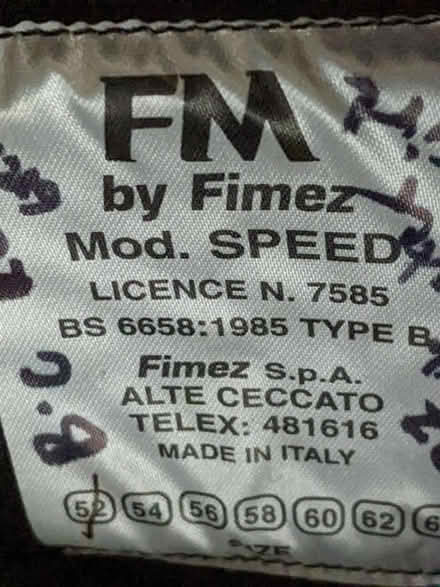 FM
by Fimez
Mod. SPEED
LICENCE N. 7585
BS 6658:1985 TYPE B
Fimez S.p.A.
ALTE CECCATO
TELEX: 481616
MADE IN ITALY
52 54 56 58 60 62
SIZE